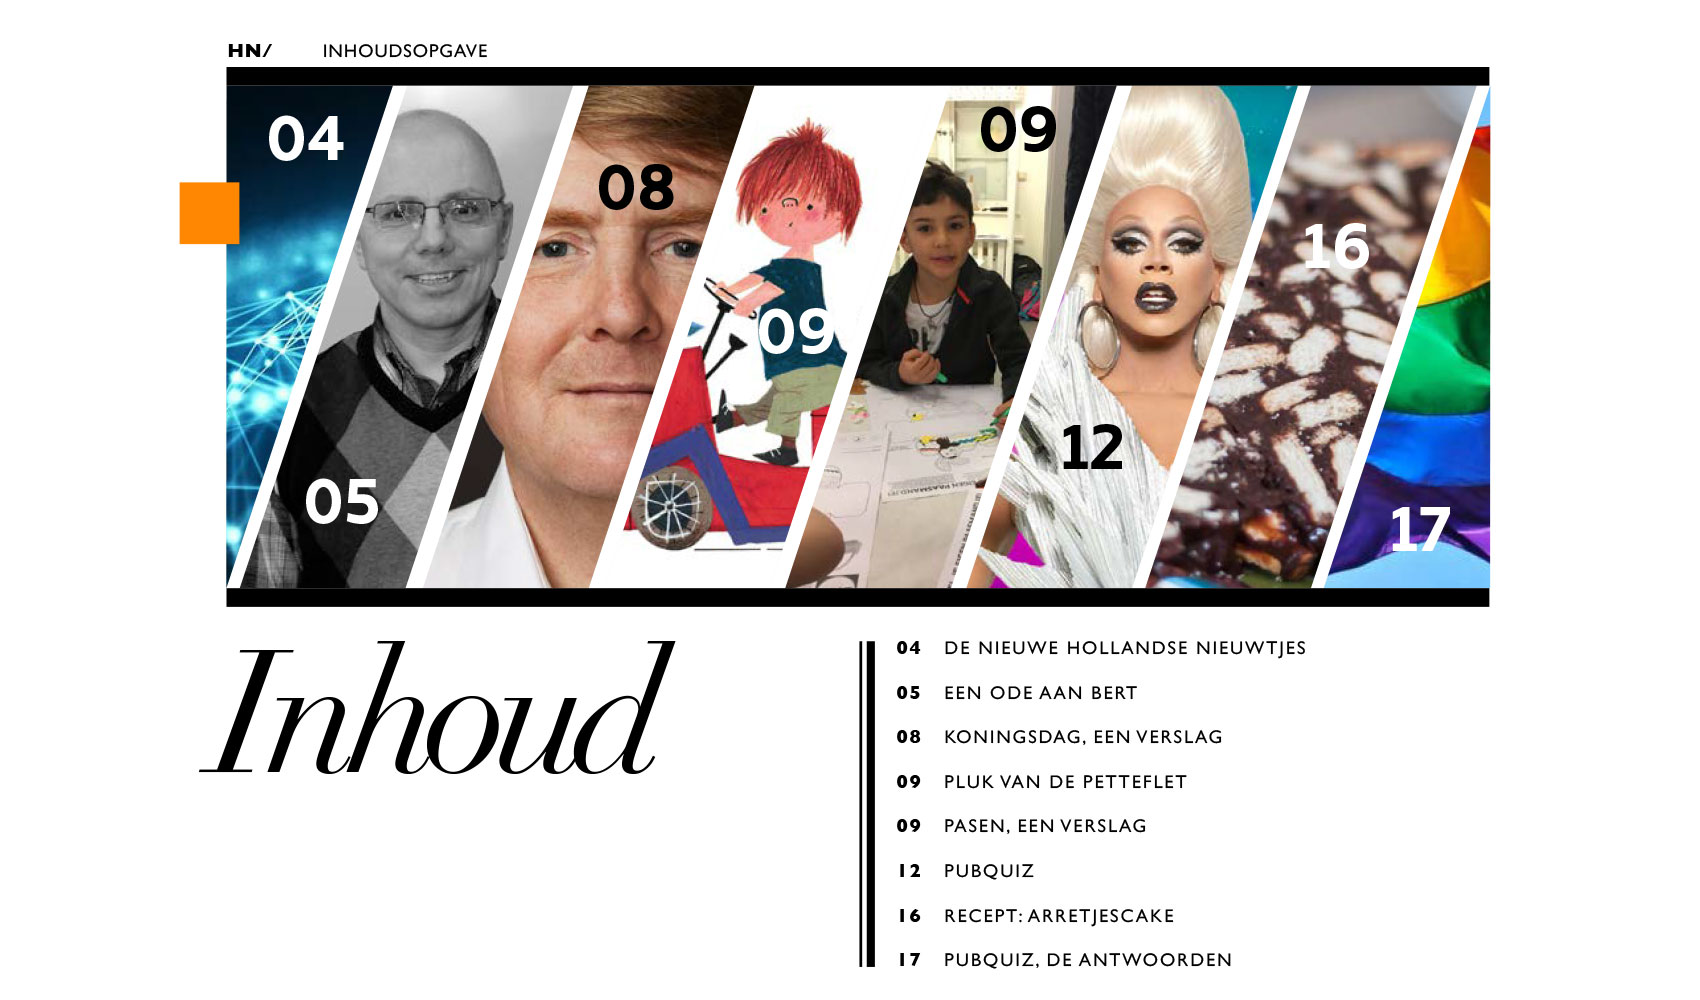 HN/ INHOUDSOPGAVE
04
05
08
09
09
12
16
17
Inhoud
04 DE NIEUWE HOLLANDSE NIEUWTJES
05 EEN ODE AAN BERT
08 KONINGSDAG, EEN VERSLAG
09 PLUK VAN DE PETTEFLET
09 PASEN, EEN VERSLAG
12 PUBQUIZ
16 RECEPT: ARRETJESCAKE
17 PUBQUIZ, DE ANTWOORDEN